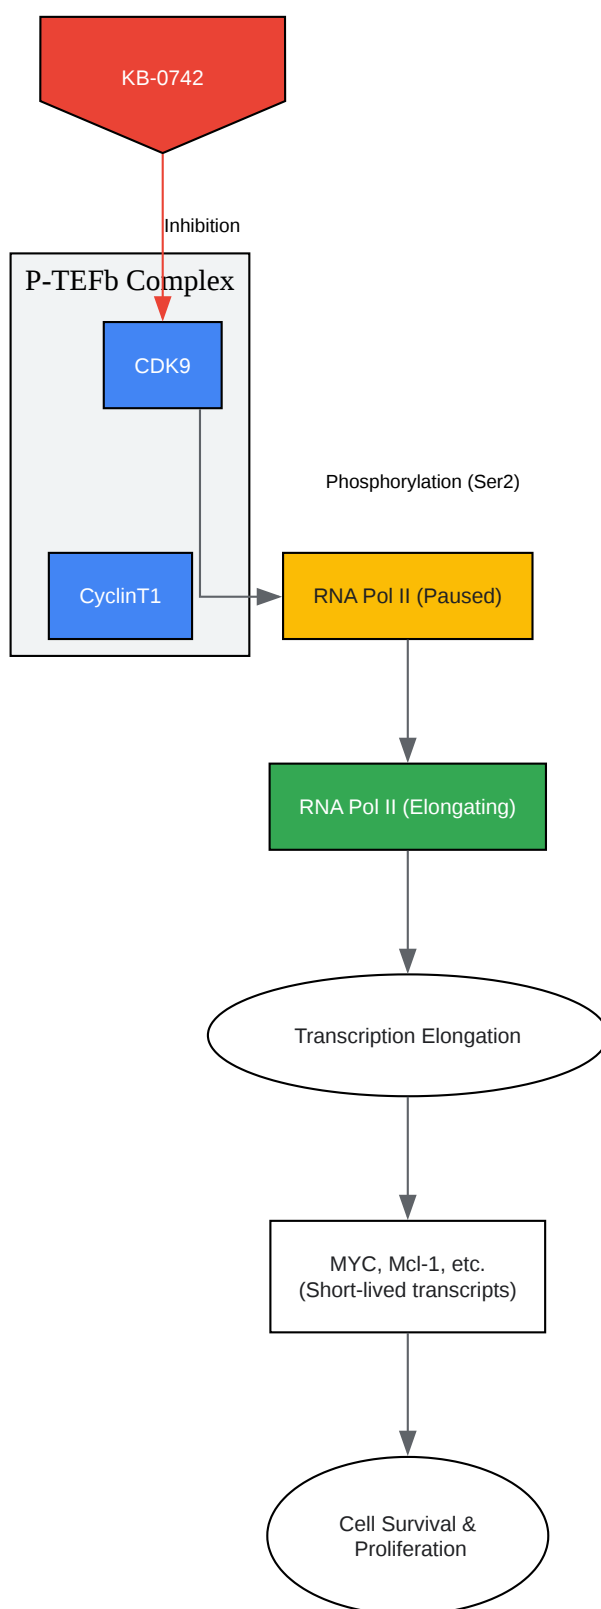 KB-0742
Inhibition
P-TEFb Complex
CDK9
Phosphorylation (Ser2)
CyclinT1
RNA Pol II (Paused)
RNA Pol II (Elongating)
Transcription Elongation
MYC, Mcl-1, etc.
(Short-lived transcripts)
Cell Survival &
Proliferation